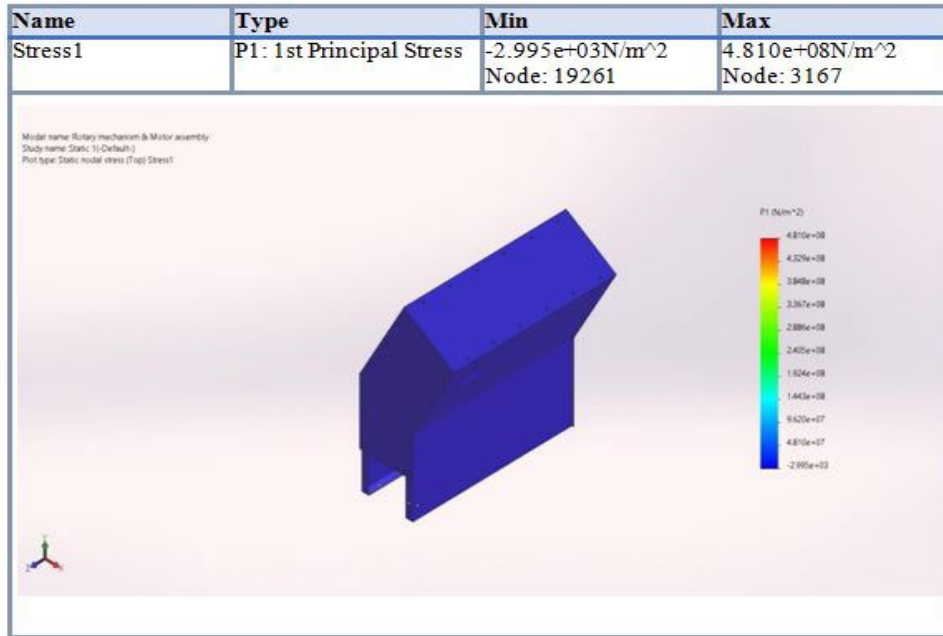 Name Type Min Max
Stress1 P1: 1st Principal Stress -2.995e+03N/m^2 4.810e+08N/m^2
Node: 19261 Node: 3167
Model name: Rotary mechanism & Motor assembly
Study name: Static 1(-Default-)
Plot type: Static nodal stress (Top) Stress1
P1 (N/m^2)
4.810e+08
4.329e+08
3.848e+08
3.367e+08
2.886e+08
2.405e+08
1.924e+08
1.443e+08
9.620e+07
4.810e+07
-2.995e+03
Y
Z X